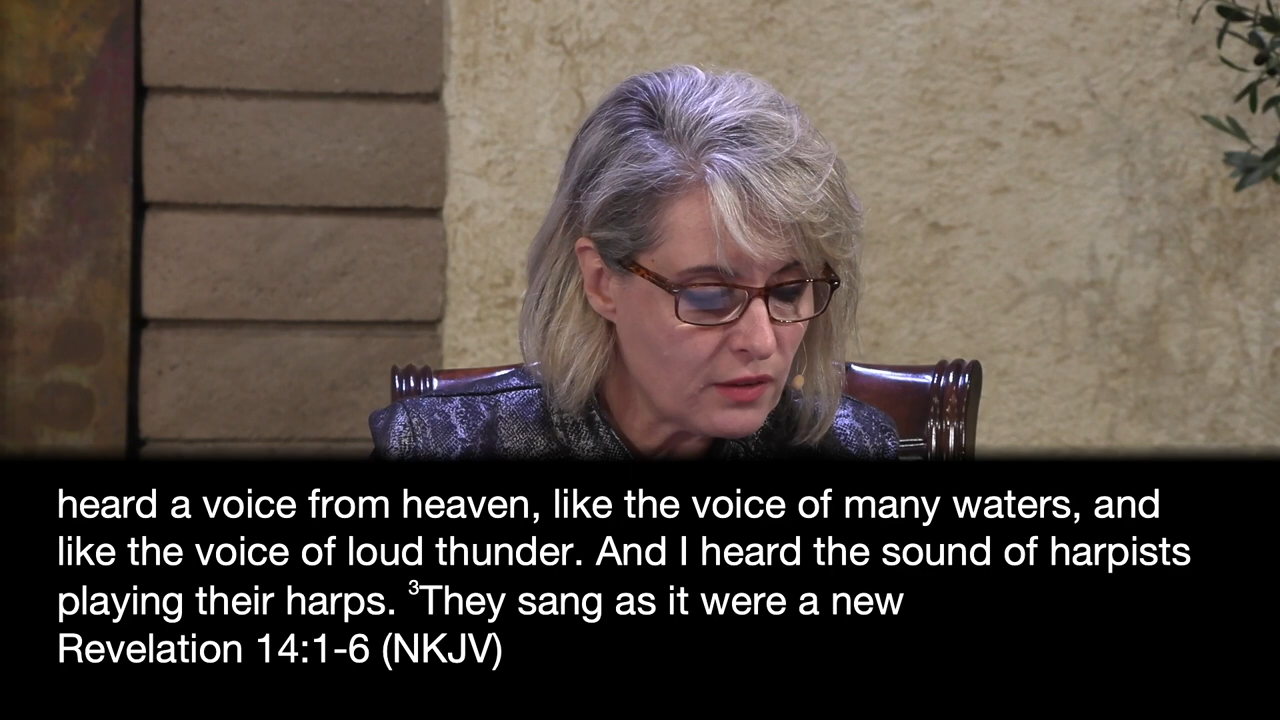 heard a voice from heaven, like the voice of many waters, and
like the voice of loud thunder. And I heard the sound of harpists
playing their harps. ³They sang as it were a new
Revelation 14:1-6 (NKJV)